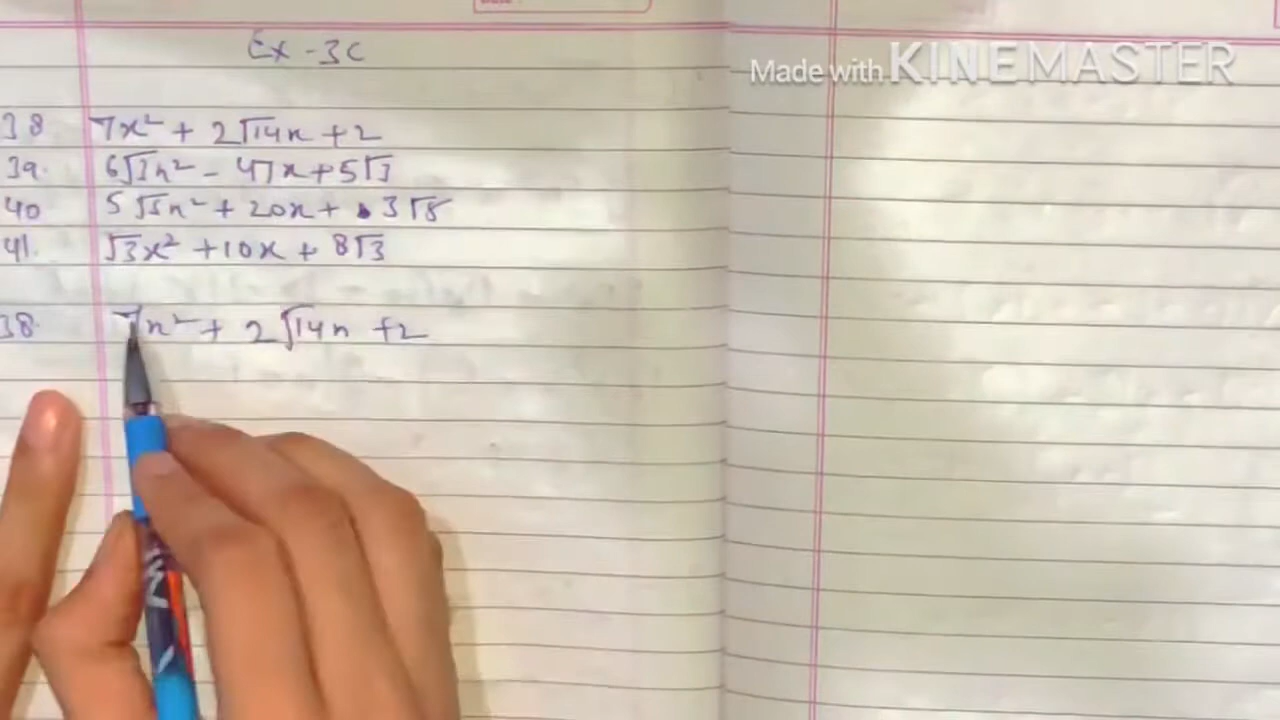 Ex - 3C
Made with KINEMASTER
38 7x² + 2√14x + 2
39. 6√3x² - 47x + 5√3
40 5√5x² + 20x + 3√5
41. √3x² + 10x + 8√3
38. 7x² + 2√14x + 2